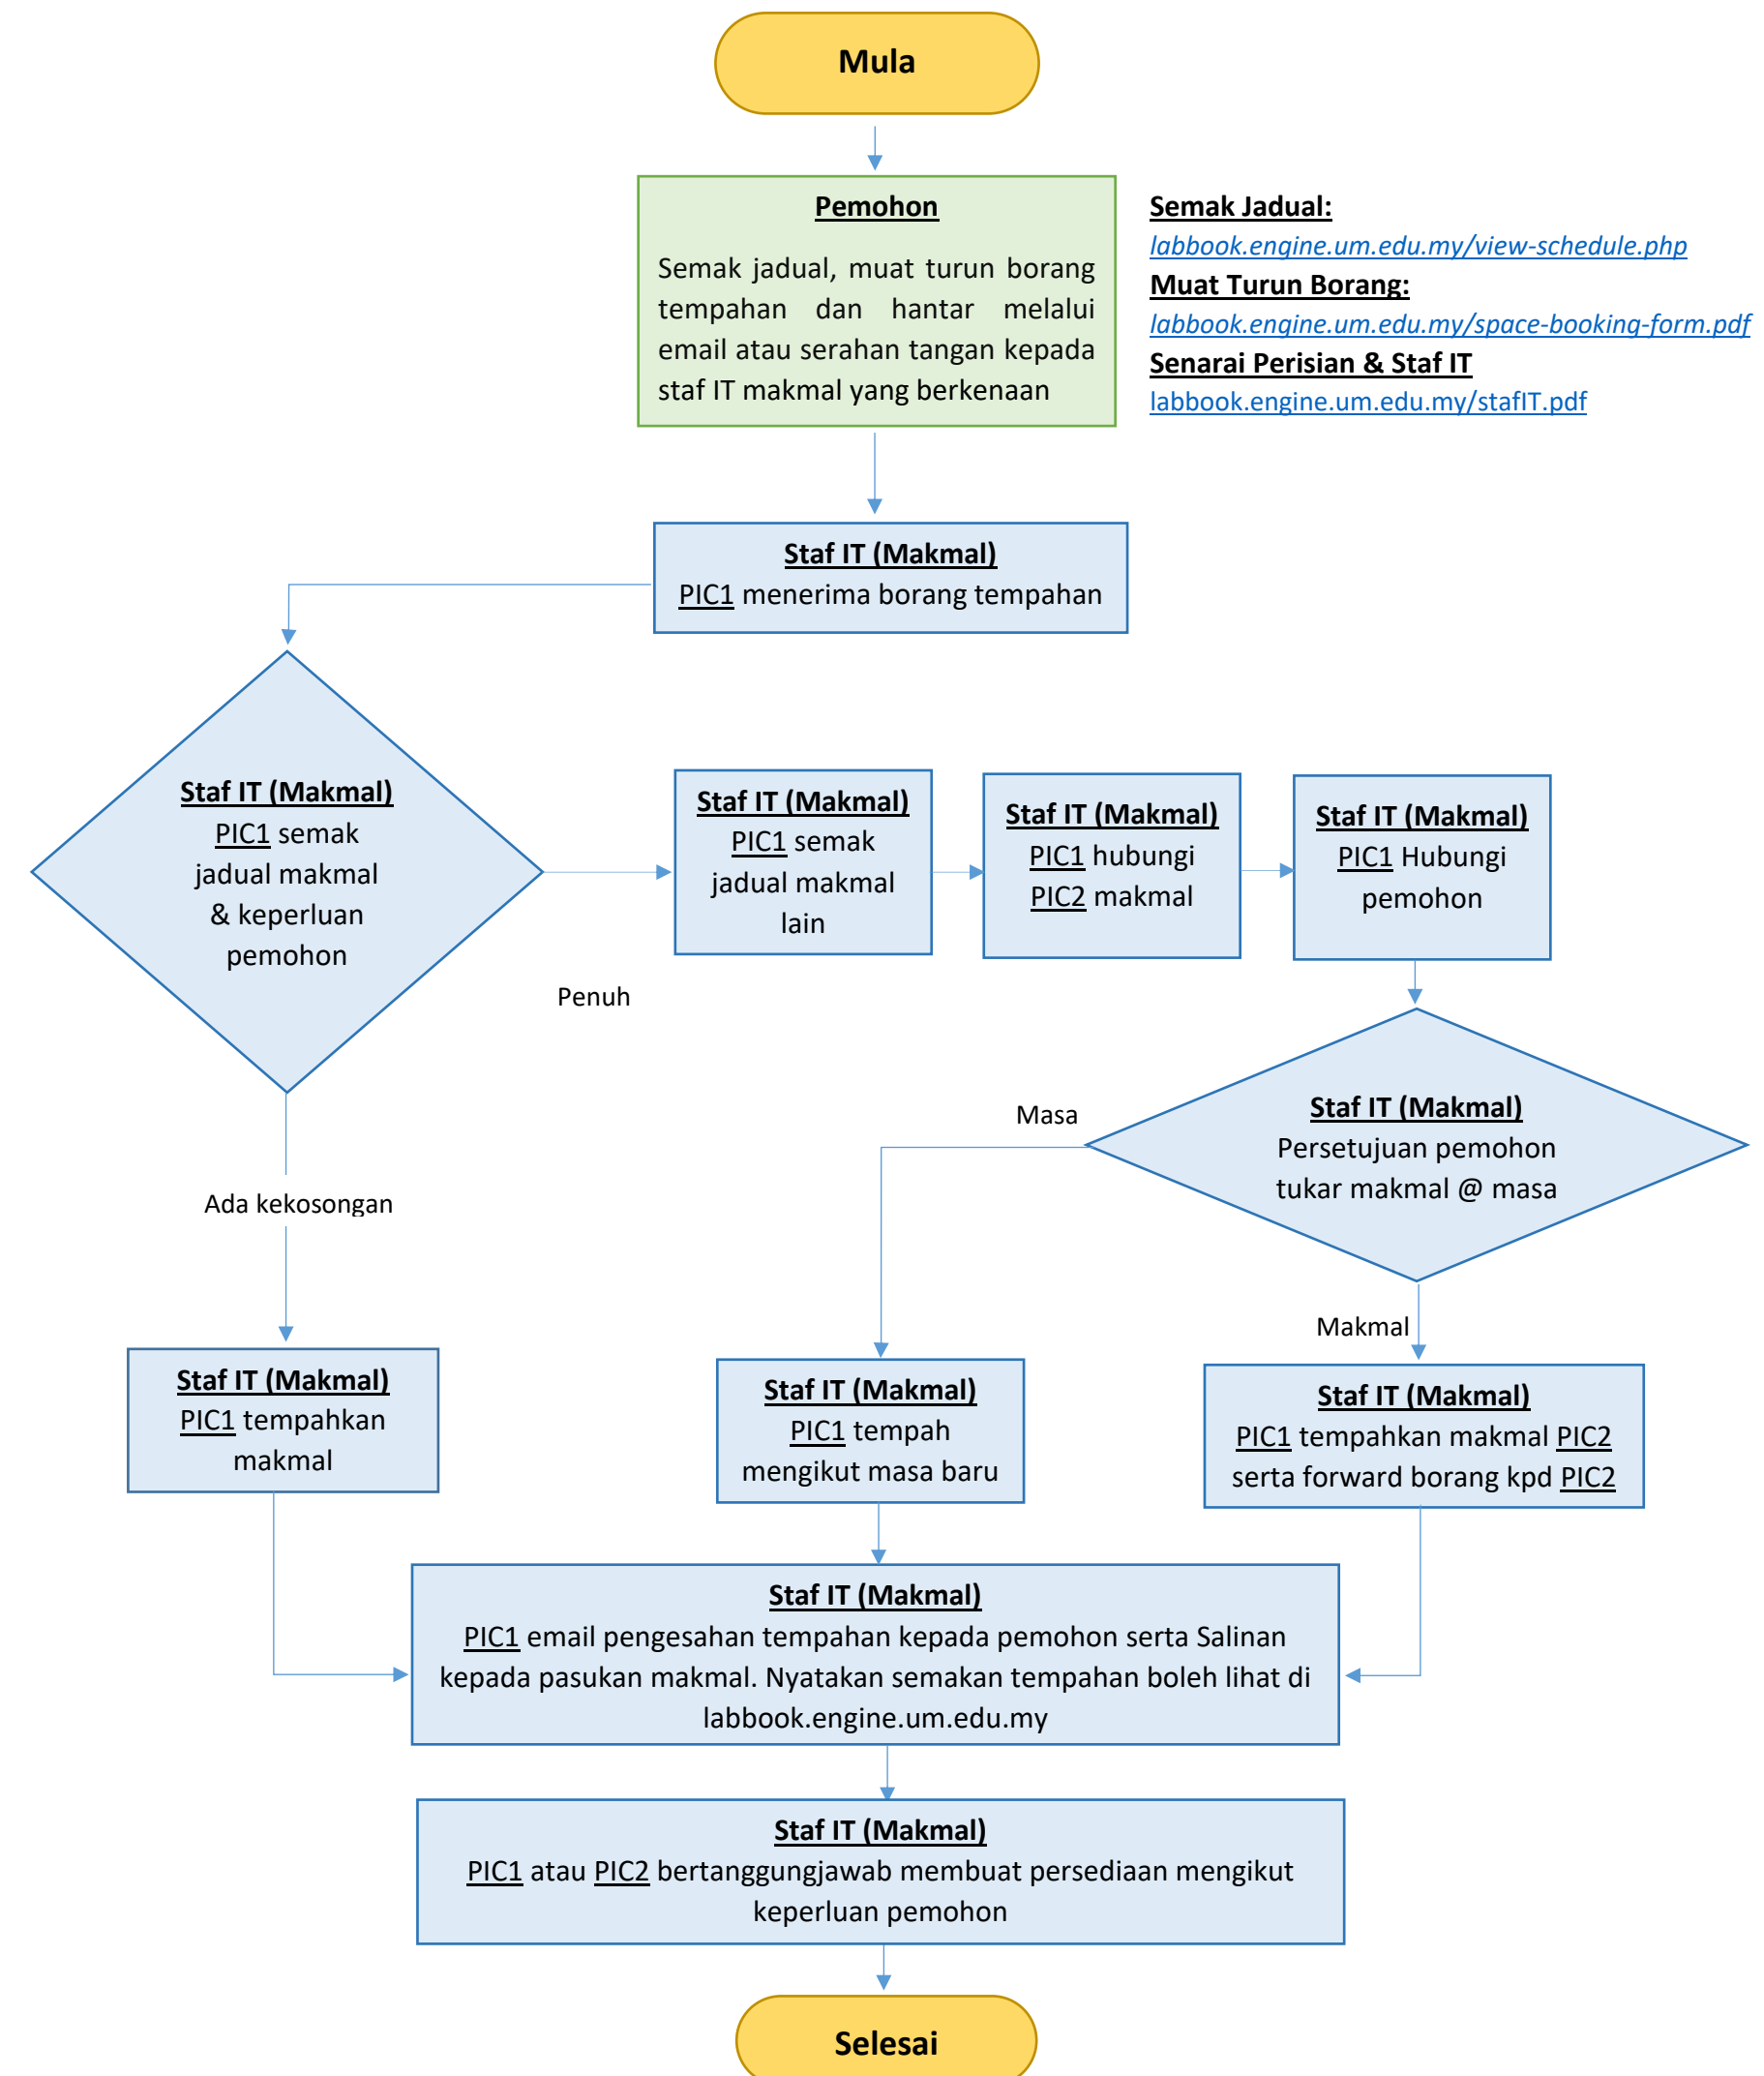 Mula
Pemohon
Semak jadual, muat turun borang
tempahan dan hantar melalui
email atau serahan tangan kepada
staf IT makmal yang berkenaan
Semak Jadual:
labbook.engine.um.edu.my/view-schedule.php
Muat Turun Borang:
labbook.engine.um.edu.my/space-booking-form.pdf
Senarai Perisian & Staf IT
labbook.engine.um.edu.my/stafIT.pdf
Staf IT (Makmal)
PIC1 menerima borang tempahan
Staf IT (Makmal)
PIC1 semak
jadual makmal
& keperluan
pemohon
Penuh
Staf IT (Makmal)
PIC1 semak
jadual makmal
lain
Staf IT (Makmal)
PIC1 hubungi
PIC2 makmal
Staf IT (Makmal)
PIC1 Hubungi
pemohon
Staf IT (Makmal)
Persetujuan pemohon
tukar makmal @ masa
Masa
Makmal
Ada kekosongan
Staf IT (Makmal)
PIC1 tempahkan
makmal
Staf IT (Makmal)
PIC1 tempah
mengikut masa baru
Staf IT (Makmal)
PIC1 tempahkan makmal PIC2
serta forward borang kpd PIC2
Staf IT (Makmal)
PIC1 email pengesahan tempahan kepada pemohon serta Salinan
kepada pasukan makmal. Nyatakan semakan tempahan boleh lihat di
labbook.engine.um.edu.my
Staf IT (Makmal)
PIC1 atau PIC2 bertanggungjawab membuat persediaan mengikut
keperluan pemohon
Selesai